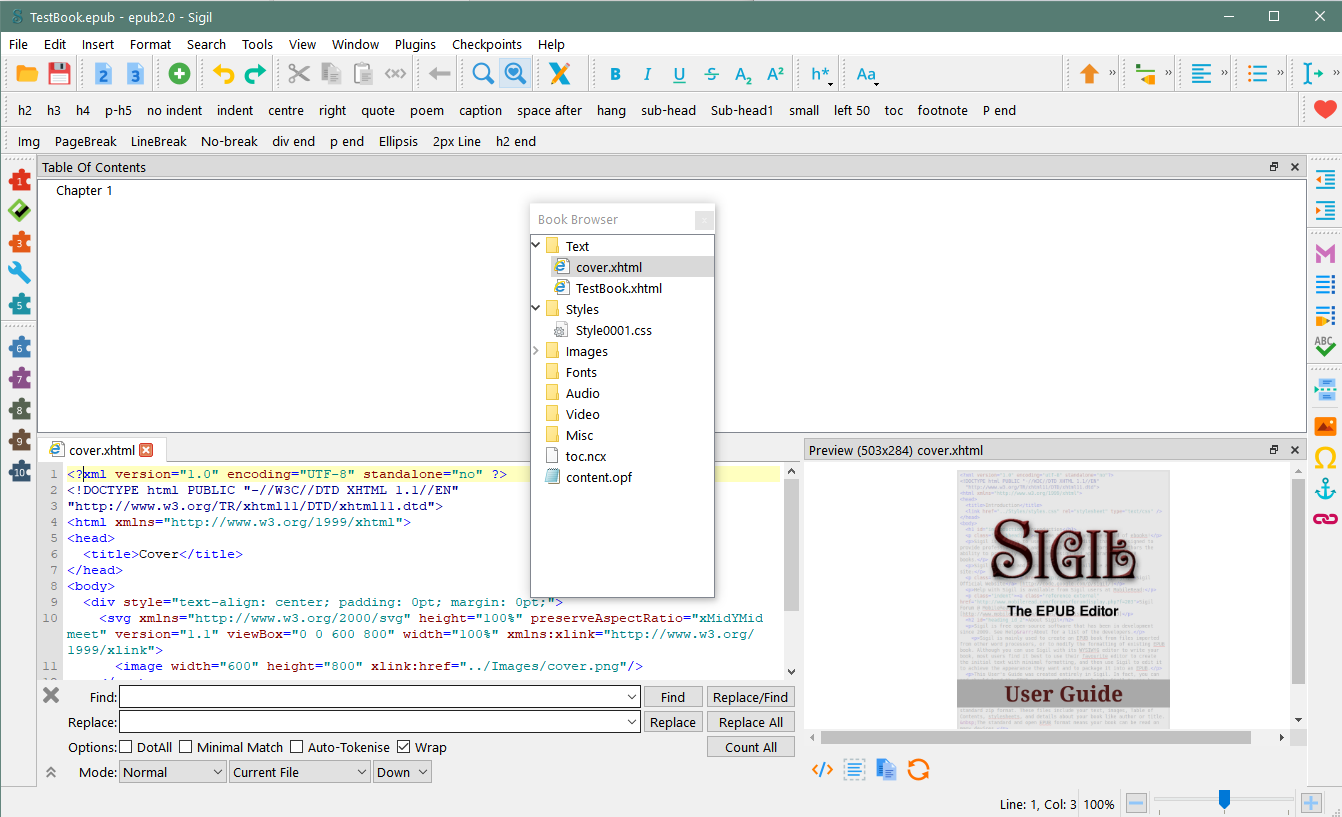 TestBook.epub - epub2.0 - Sigil
File Edit Insert Format Search Tools View Window Plugins Checkpoints Help
2 3 B I U S A2 A2 h* Aa » » » » »
h2 h3 h4 p-h5 no indent indent centre right quote poem caption space after hang sub-head Sub-head1 small left 50 toc footnote P end
Img PageBreak LineBreak No-break div end p end Ellipsis 2px Line h2 end
Table Of Contents
Chapter 1
1
3
5
6
7
8
9
10
ABC
Book Browser
Text
cover.xhtml
TestBook.xhtml
Styles
Style0001.css
Images
Fonts
Audio
Video
Misc
toc.ncx
content.opf
cover.xhtml
1 <?xml version="1.0" encoding="UTF-8" standalone="no" ?>
2 <!DOCTYPE html PUBLIC "-//W3C//DTD XHTML 1.1//EN"
3 "http://www.w3.org/TR/xhtml11/DTD/xhtml11.dtd">
4 <html xmlns="http://www.w3.org/1999/xhtml">
5 <head>
6 <title>Cover</title>
7 </head>
8 <body>
9 <div style="text-align: center; padding: 0pt; margin: 0pt;">
10 <svg xmlns="http://www.w3.org/2000/svg" height="100%" preserveAspectRatio="xMidYMid
meet" version="1.1" viewBox="0 0 600 800" width="100%" xmlns:xlink="http://www.w3.org/
1999/xlink">
11 <image width="600" height="800" xlink:href="../Images/cover.png"/>
Preview (503x284) cover.xhtml
SIGIL
The EPUB Editor
User Guide
Find: Find Replace/Find
Replace: Replace Replace All
Options: DotAll Minimal Match Auto-Tokenise Wrap Count All
Mode: Normal Current File Down
Line: 1, Col: 3 100%